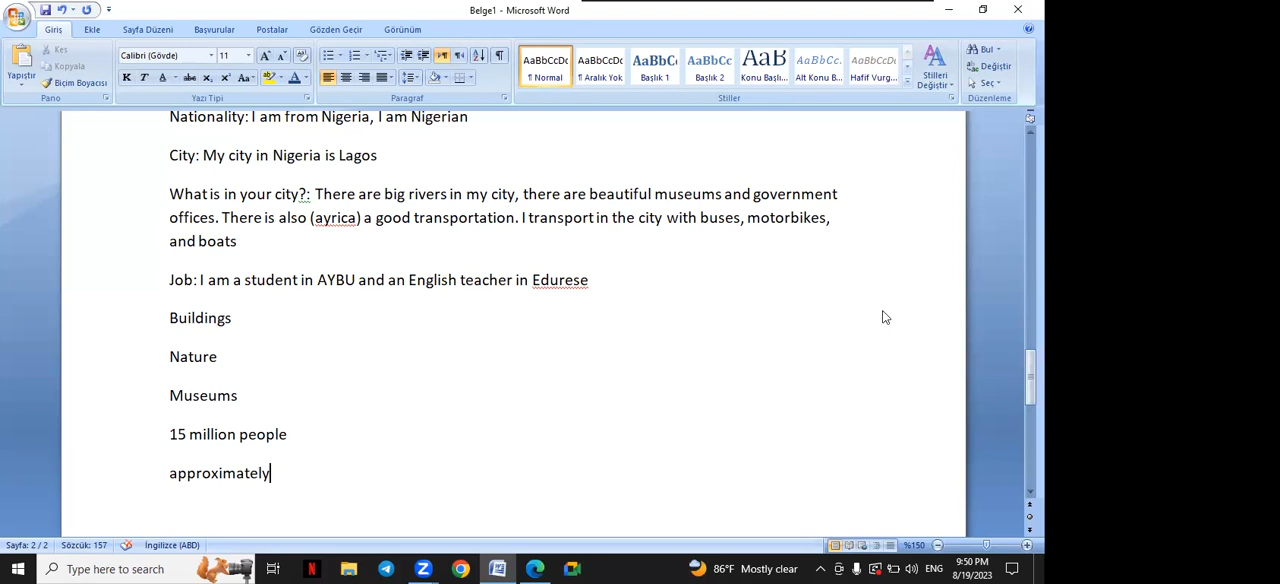 Belge1 - Microsoft Word
Giriş Ekle Sayfa Düzeni Başvurular Postalar Gözden Geçir Görünüm
Yapıştır Kes Kopyala Biçim Boyacısı
Calibri (Gövde) 11
AaBbCcDc AaBbCcDc AaBbC AaBbCc AaB AaBbCc. AaBbCcDc
¶ Normal ¶ Aralık Yok Başlık 1 Başlık 2 Konu Başlı... Alt Konu B... Hafif Vurg...
Stilleri Değiştir
Bul
Değiştir
Seç
Pano Yazı Tipi Paragraf Stiller Düzenleme
Nationality: I am from Nigeria, I am Nigerian
City: My city in Nigeria is Lagos
What is in your city?: There are big rivers in my city, there are beautiful museums and government
offices. There is also (ayrica) a good transportation. I transport in the city with buses, motorbikes,
and boats
Job: I am a student in AYBU and an English teacher in Edurese
Buildings
Nature
Museums
15 million people
approximately
Sayfa: 2 / 2 Sözcük: 157 İngilizce (ABD) %150
Type here to search 86°F Mostly clear ENG 9:50 PM
8/19/2023